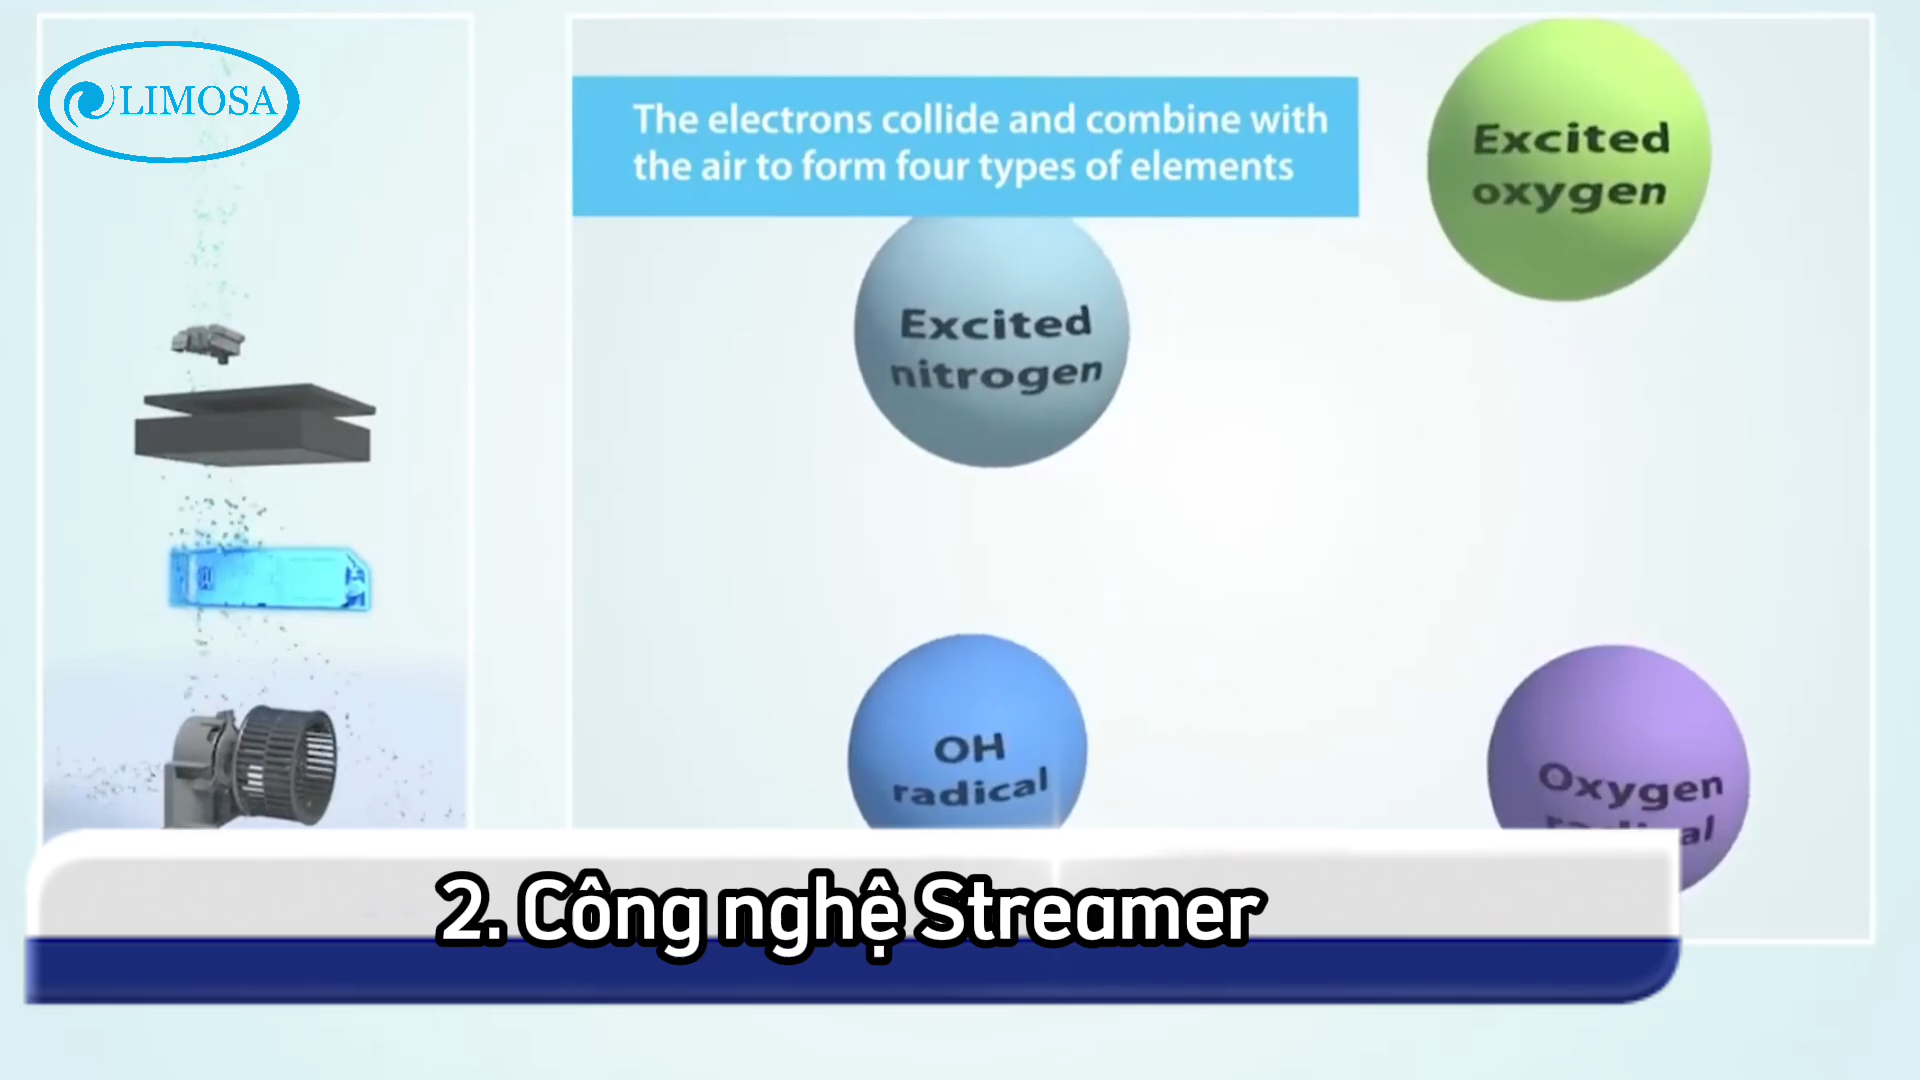 LIMOSA
The electrons collide and combine with
the air to form four types of elements
Excited
oxygen
Excited
nitrogen
OH
radical
Oxygen
2. Công nghệ Streamer